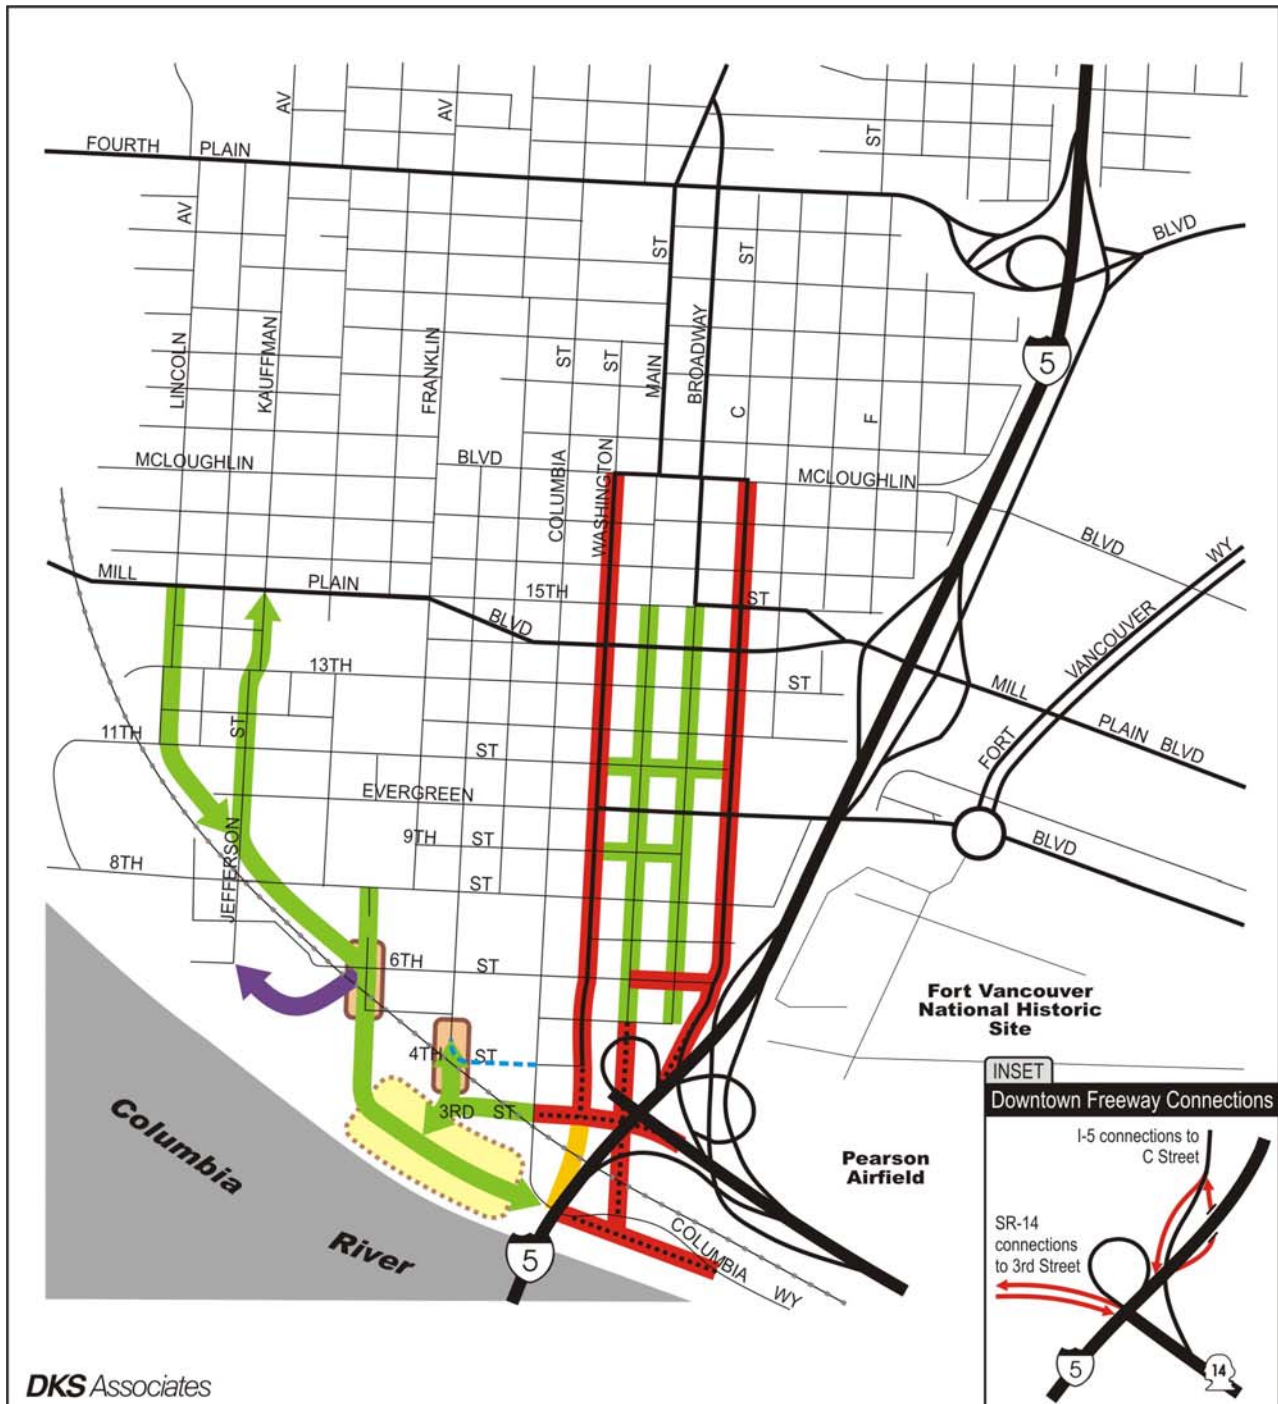 AV
AV
ST
FOURTH PLAIN
AV
ST
ST
BLVD
LINCOLN
KAUFFMAN
FRANKLIN
ST
ST
MAIN
BROADWAY
C
F
5
MCLOUGHLIN
BLVD
COLUMBIA
WASHINGTON
MCLOUGHLIN
BLVD
MILL
PLAIN
15TH
ST
BLVD
FORT
VANCOUVER
WY
13TH
ST
MILL
PLAIN
BLVD
11TH
ST
ST
EVERGREEN
BLVD
9TH
ST
8TH
ST
JEFFERSON
6TH
ST
Fort Vancouver
National Historic
Site
4TH
ST
3RD
ST
Columbia
River
5
COLUMBIA
WY
Pearson
Airfield
INSET
Downtown Freeway Connections
I-5 connections to
C Street
SR-14
connections
to 3rd Street
5
14
DKS Associates